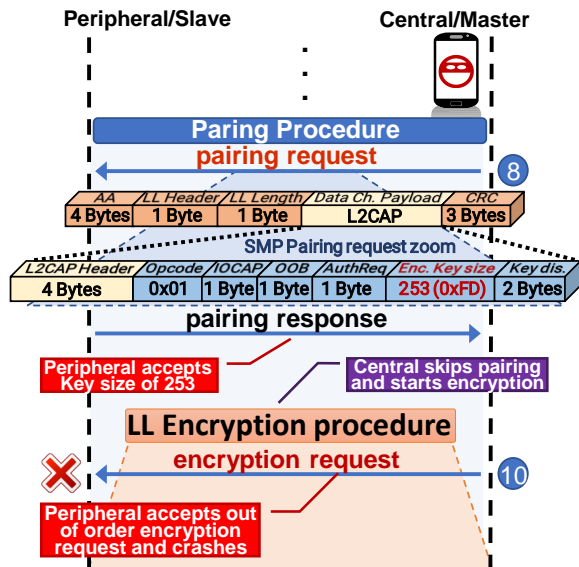 Peripheral/Slave Central/Master
Paring Procedure
pairing request 8
AA LL Header LL Length Data Ch. Payload CRC
4 Bytes 1 Byte 1 Byte L2CAP 3 Bytes
SMP Pairing request zoom
L2CAP Header Opcode IOCAP OOB AuthReq Enc. Key size Key dis.
4 Bytes 0x01 1 Byte 1 Byte 1 Byte 253 (0xFD) 2 Bytes
pairing response
Peripheral accepts
Key size of 253
Central skips pairing
and starts encryption
LL Encryption procedure
encryption request 10
Peripheral accepts out
of order encryption
request and crashes